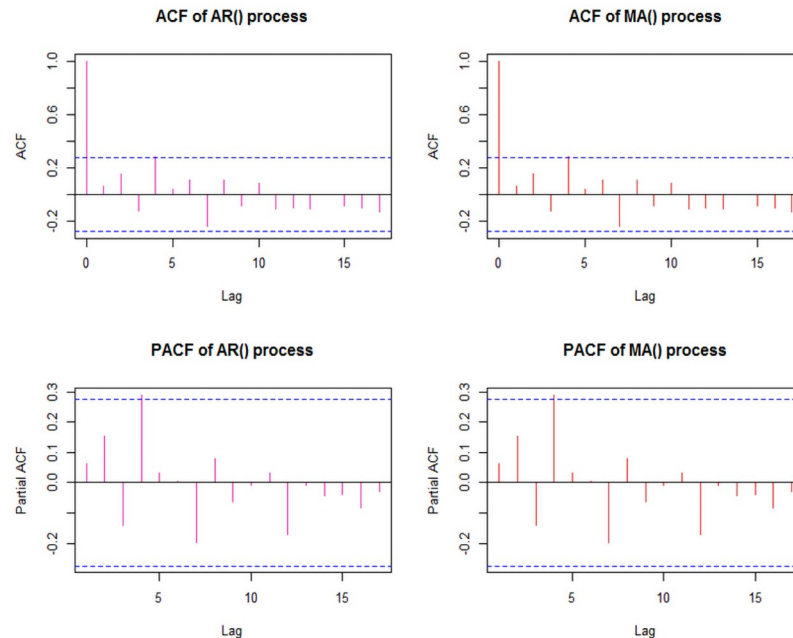 ACF of AR() process
ACF of MA() process
ACF
1.0
0.6
0.2
-0.2
0 5 10 15
Lag
ACF
1.0
0.6
0.2
-0.2
0 5 10 15
Lag
PACF of AR() process
PACF of MA() process
Partial ACF
0.3
0.2
0.1
0.0
-0.2
5 10 15
Lag
Partial ACF
0.3
0.2
0.1
0.0
-0.2
5 10 15
Lag